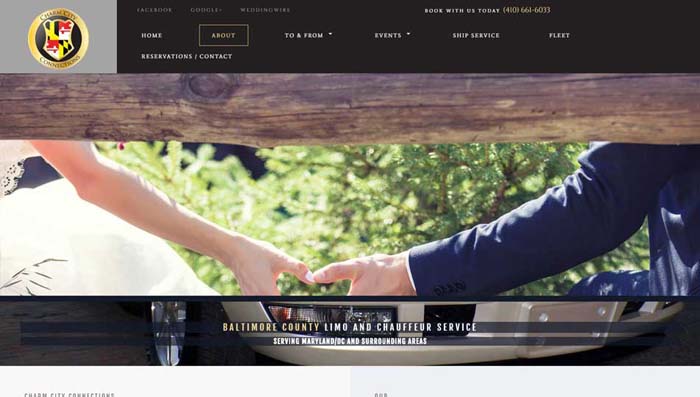 CHARM CITY
CONNECTIONS
FACEBOOK GOOGLE+ WEDDINGWIRE
BOOK WITH US TODAY (410) 661-6033
HOME ABOUT TO & FROM EVENTS SHIP SERVICE FLEET
RESERVATIONS / CONTACT
BALTIMORE COUNTY LIMO AND CHAUFFEUR SERVICE
SERVING MARYLAND/DC AND SURROUNDING AREAS
CHARM CITY CONNECTIONS
OUR